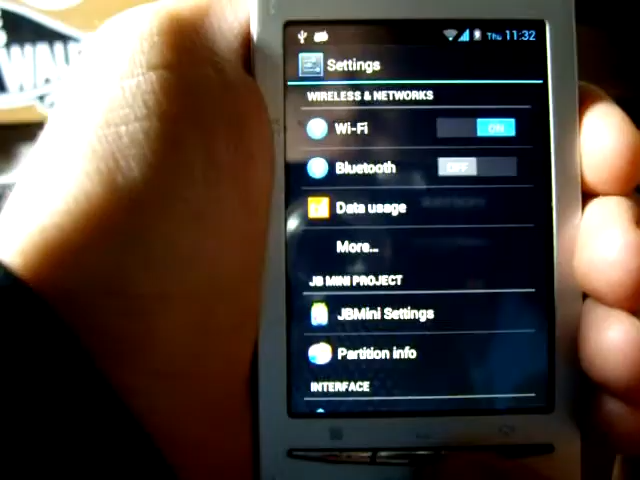 Thu 11:32
Settings
WIRELESS & NETWORKS
Wi-Fi ON
Bluetooth OFF
Data usage
More...
JB MINI PROJECT
JBMini Settings
Partition info
INTERFACE